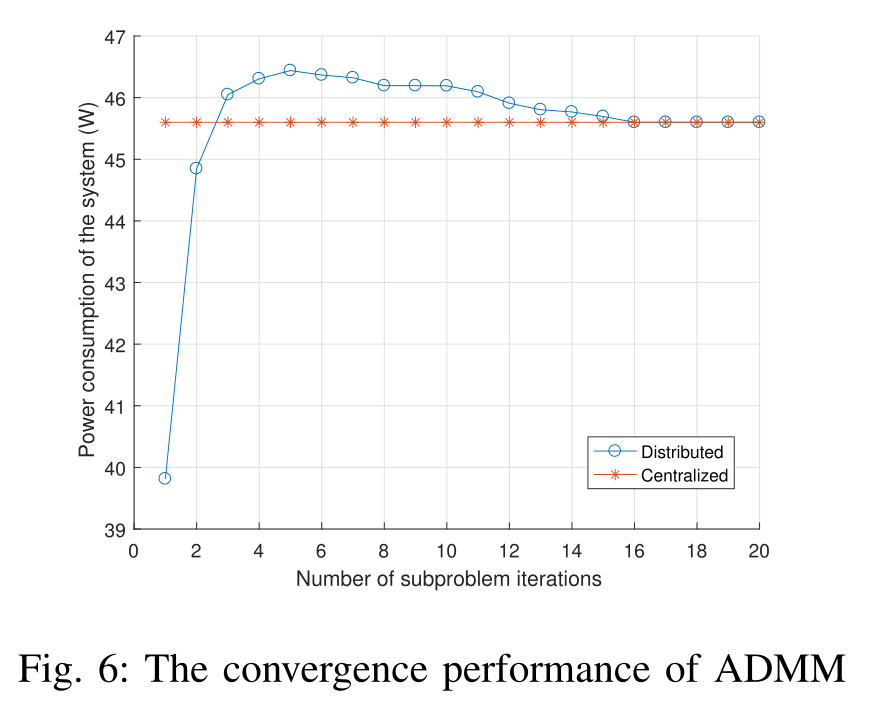 47
46
45
44
43
42
41
40
39
Power consumption of the system (W)
Distributed
Centralized
0 2 4 6 8 10 12 14 16 18 20
Number of subproblem iterations
Fig. 6: The convergence performance of ADMM